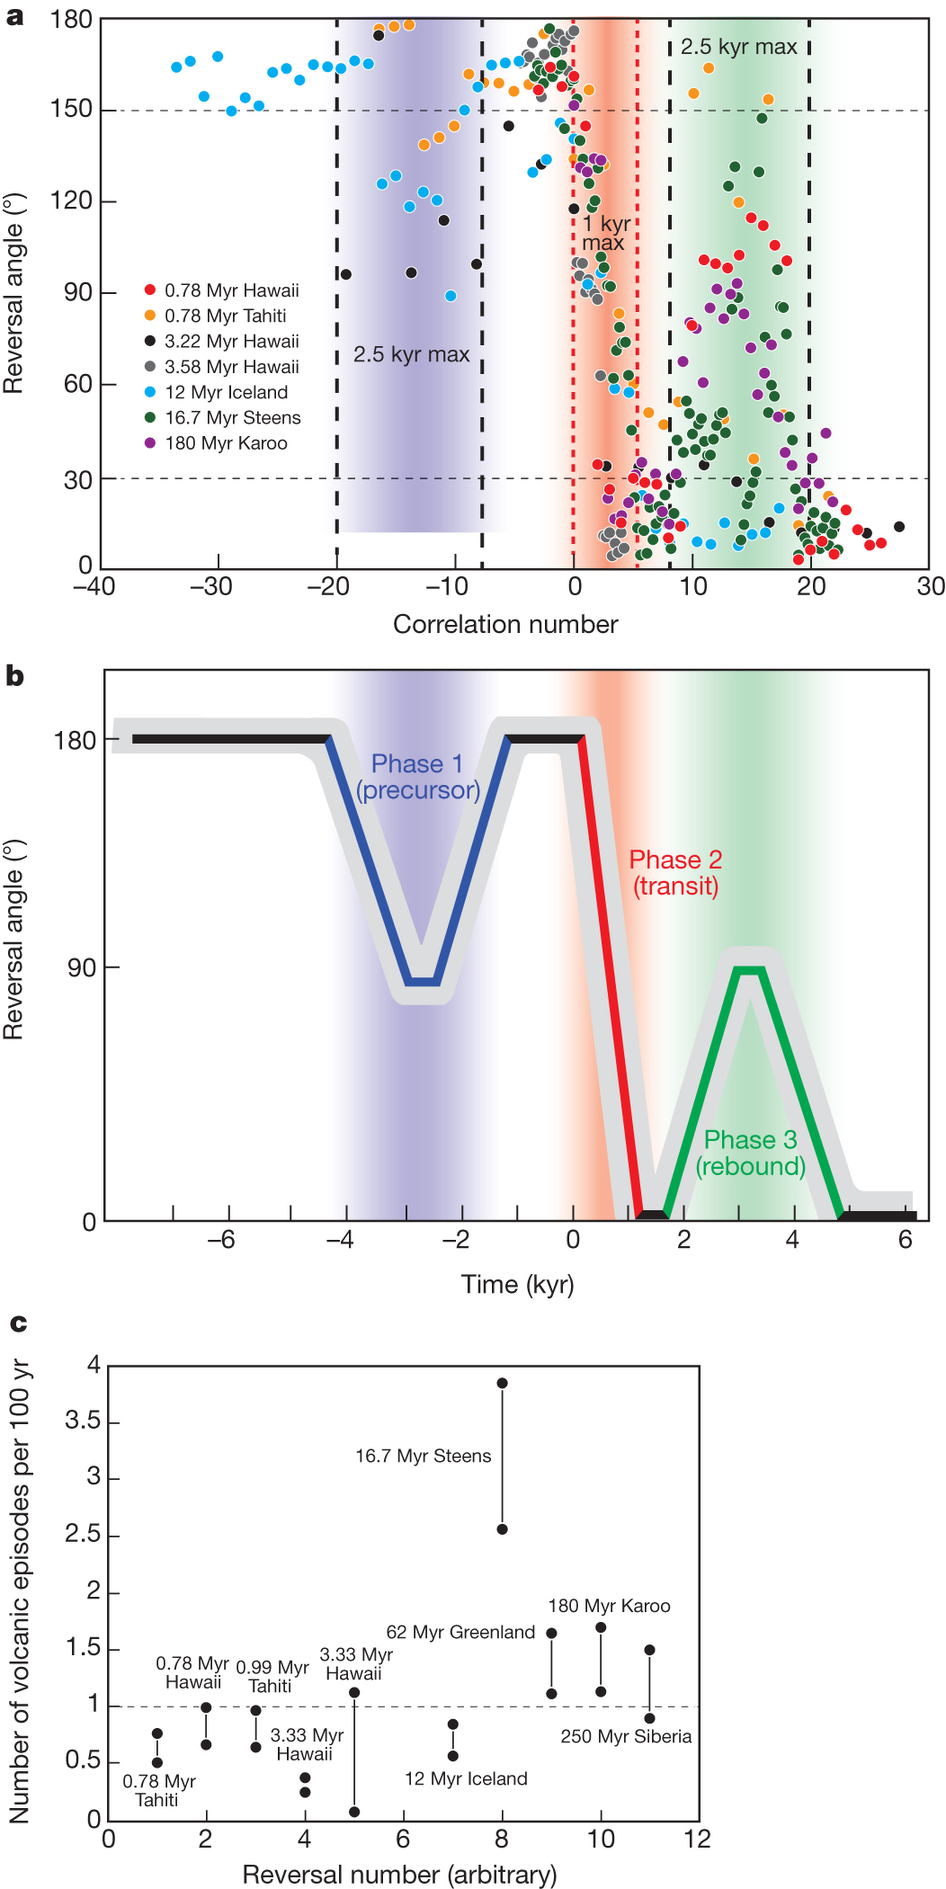 a
180
150
120
90
60
30
0
Reversal angle (°)
2.5 kyr max
1 kyr
max
2.5 kyr max
0.78 Myr Hawaii
0.78 Myr Tahiti
3.22 Myr Hawaii
3.58 Myr Hawaii
12 Myr Iceland
16.7 Myr Steens
180 Myr Karoo
−40 −30 −20 −10 0 10 20 30
Correlation number
b
180
90
0
Reversal angle (°)
Phase 1
(precursor)
Phase 2
(transit)
Phase 3
(rebound)
−6 −4 −2 0 2 4 6
Time (kyr)
c
4
3.5
3
2.5
2
1.5
1
0.5
0
Number of volcanic episodes per 100 yr
16.7 Myr Steens
180 Myr Karoo
62 Myr Greenland
3.33 Myr
Hawaii
0.78 Myr
Hawaii
0.99 Myr
Tahiti
3.33 Myr
Hawaii
250 Myr Siberia
12 Myr Iceland
0.78 Myr
Tahiti
0 2 4 6 8 10 12
Reversal number (arbitrary)